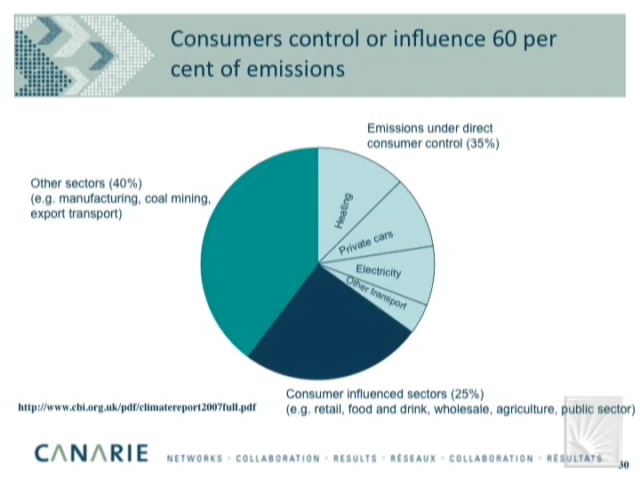 Consumers control or influence 60 per
cent of emissions
Emissions under direct
consumer control (35%)
Other sectors (40%)
(e.g. manufacturing, coal mining,
export transport)
Heating
Private cars
Electricity
Other transport
Consumer influenced sectors (25%)
(e.g. retail, food and drink, wholesale, agriculture, public sector)
http://www.cbi.org.uk/pdf/climatereport2007full.pdf
CANARIE NETWORKS · COLLABORATION · RESULTS · RÉSEAUX · COLLABORATION · RÉSULTATS
30